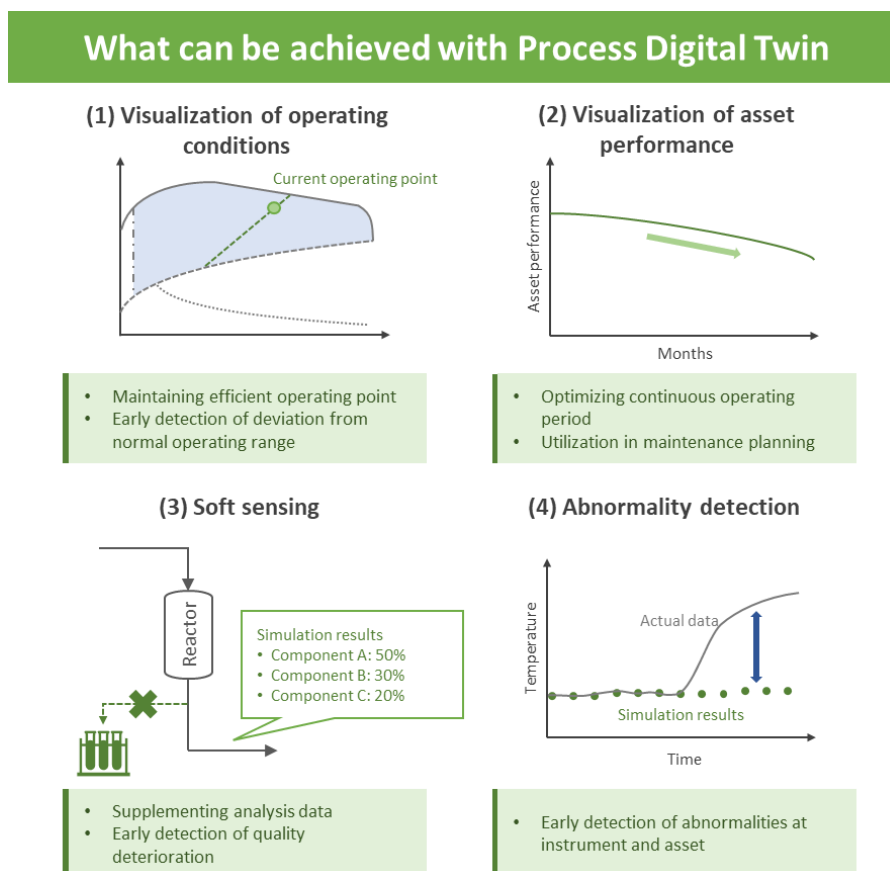 What can be achieved with Process Digital Twin
(1) Visualization of operating
conditions
Current operating point
• Maintaining efficient operating point
• Early detection of deviation from
normal operating range
(2) Visualization of asset
performance
Asset performance
Months
• Optimizing continuous operating
period
• Utilization in maintenance planning
(3) Soft sensing
Reactor
Simulation results
• Component A: 50%
• Component B: 30%
• Component C: 20%
• Supplementing analysis data
• Early detection of quality
deterioration
(4) Abnormality detection
Temperature
Actual data
Simulation results
Time
• Early detection of abnormalities at
instrument and asset